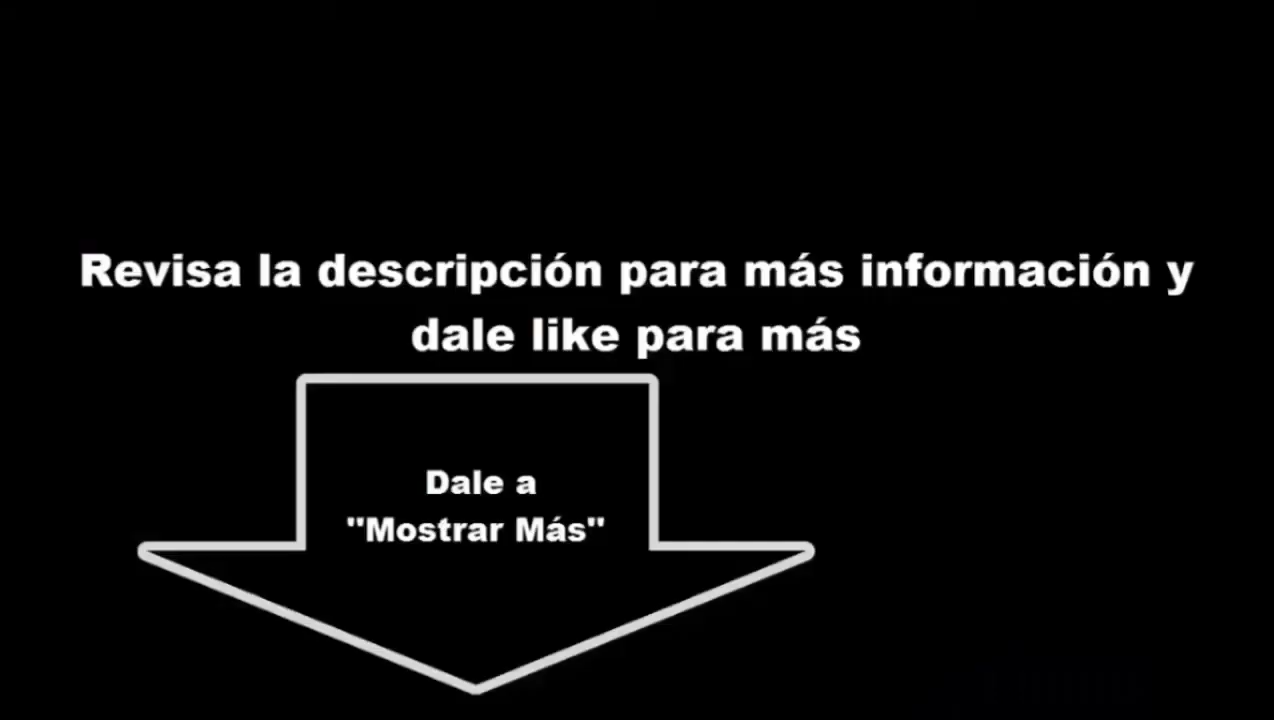 Revisa la descripción para más información y
dale like para más
Dale a
"Mostrar Más"